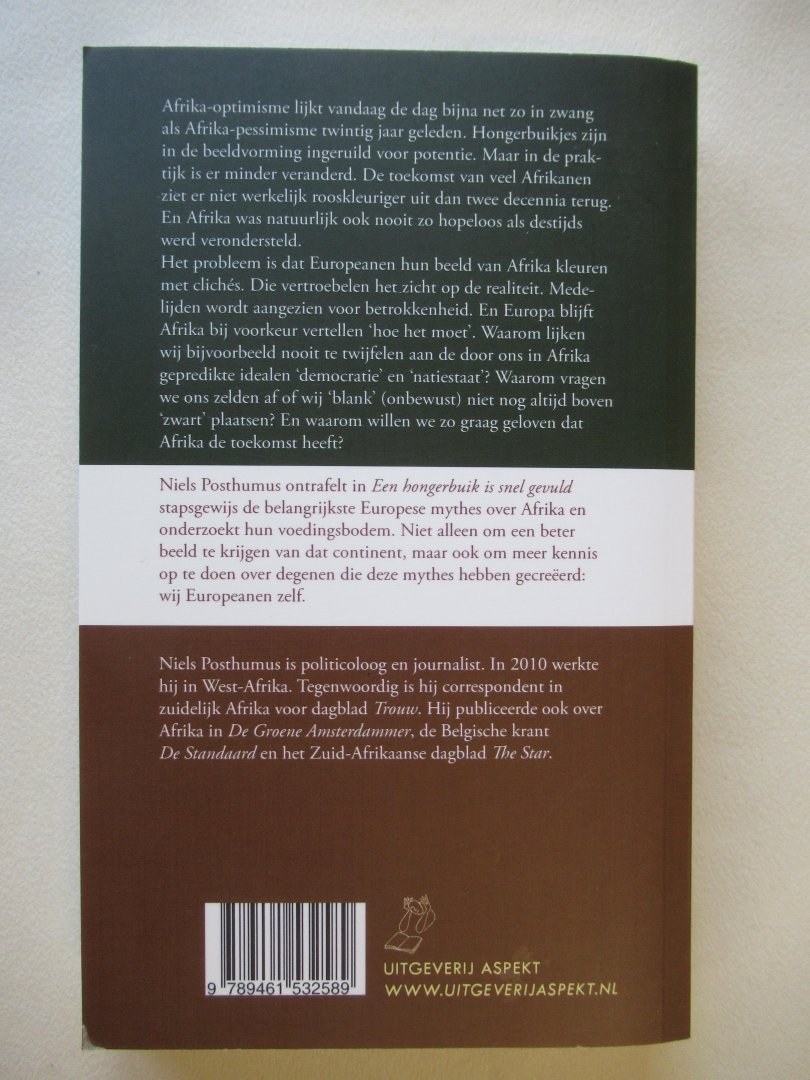 Afrika-optimisme lijkt vandaag de dag bijna net zo in zwang
als Afrika-pessimisme twintig jaar geleden. Hongerbuikjes zijn
in de beeldvorming ingeruild voor potentie. Maar in de prak-
tijk is er minder veranderd. De toekomst van veel Afrikanen
ziet er niet werkelijk rooskleuriger uit dan twee decennia terug.
En Afrika was natuurlijk ook nooit zo hopeloos als destijds
werd verondersteld.
Het probleem is dat Europeanen hun beeld van Afrika kleuren
met clichés. Die vertroebelen het zicht op de realiteit. Mede-
lijden wordt aangezien voor betrokkenheid. En Europa blijft
Afrika bij voorkeur vertellen ‘hoe het moet’. Waarom lijken
wij bijvoorbeeld nooit te twijfelen aan de door ons in Afrika
gepredikte idealen ‘democratie’ en ‘natiestaat’? Waarom vragen
we ons zelden af of wij ‘blank’ (onbewust) niet nog altijd boven
‘zwart’ plaatsen? En waarom willen we zo graag geloven dat
Afrika de toekomst heeft?
Niels Posthumus ontrafelt in Een hongerbuik is snel gevuld
stapsgewijs de belangrijkste Europese mythes over Afrika en
onderzoekt hun voedingsbodem. Niet alleen om een beter
beeld te krijgen van dat continent, maar ook om meer kennis
op te doen over degenen die deze mythes hebben gecreëerd:
wij Europeanen zelf.
Niels Posthumus is politicoloog en journalist. In 2010 werkte
hij in West-Afrika. Tegenwoordig is hij correspondent in
zuidelijk Afrika voor dagblad Trouw. Hij publiceerde ook over
Afrika in De Groene Amsterdammer, de Belgische krant
De Standaard en het Zuid-Afrikaanse dagblad The Star.
9 789461 532589
UITGEVERIJ ASPEKT
WWW.UITGEVERIJASPEKT.NL